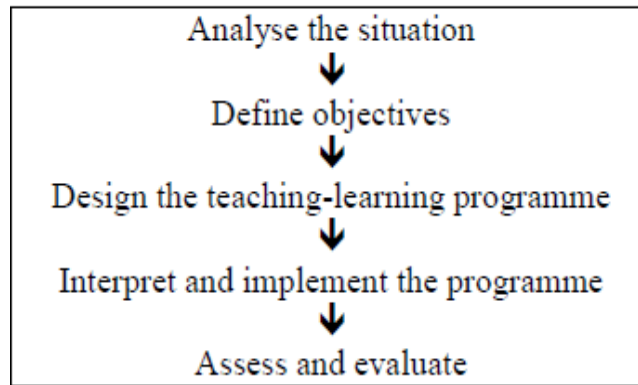 Analyse the situation
Define objectives
Design the teaching-learning programme
Interpret and implement the programme
Assess and evaluate